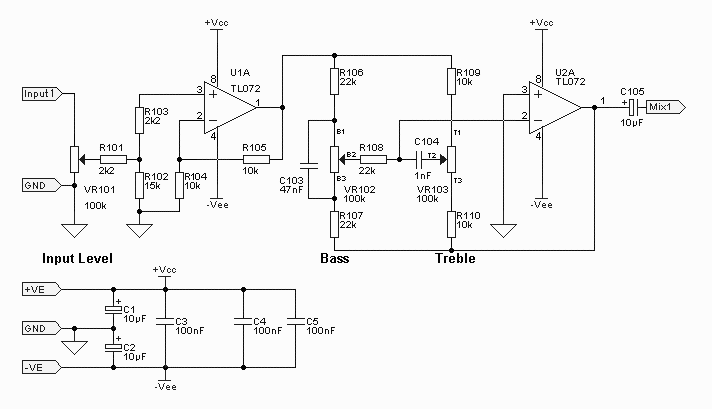 +Vcc
+Vcc
U1A
TL072
U2A
TL072
8
8
R106
22k
R109
10k
Input1
3
+
3
+
1
1
C105
+
Mix1
10µF
R103
2k2
2
−
2
−
B1
T1
4
4
R101
2k2
R105
10k
B2
R108
22k
C104
T2
1nF
R102
15k
R104
10k
C103
47nF
B3
T3
GND
VR101
100k
VR102
100k
VR103
100k
-Vee
-Vee
R107
22k
R110
10k
Input Level
Bass
Treble
+Vcc
+VE
+
C1
10µF
C3
100nF
C4
100nF
C5
100nF
GND
+
C2
10µF
-VE
-Vee